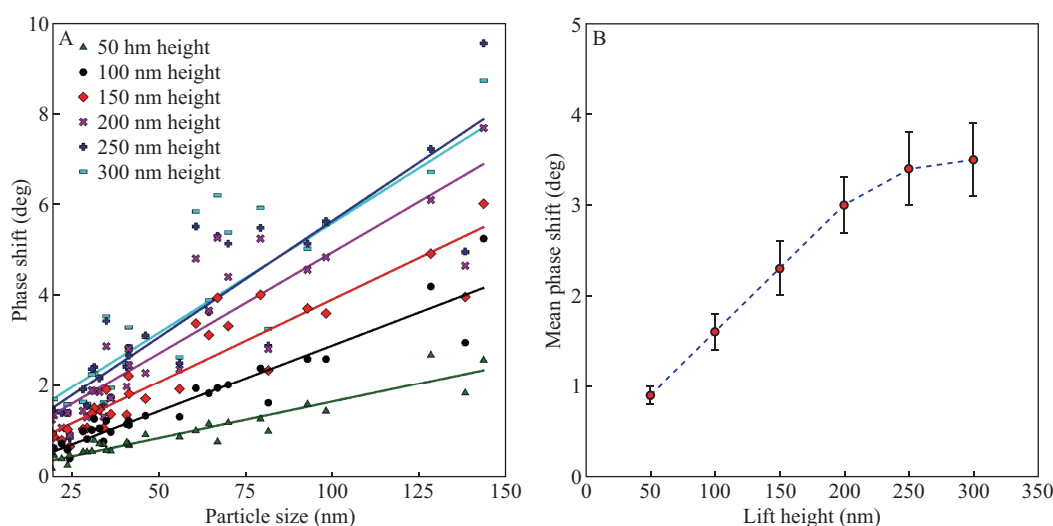 A
50 hm height
100 nm height
150 nm height
200 nm height
250 nm height
300 nm height
10
8
6
4
2
0
Phase shift (deg)
25
50
75
100
125
150
Particle size (nm)
B
5
4
3
2
1
0
Mean phase shift (deg)
0
50
100
150
200
250
300
350
Lift height (nm)